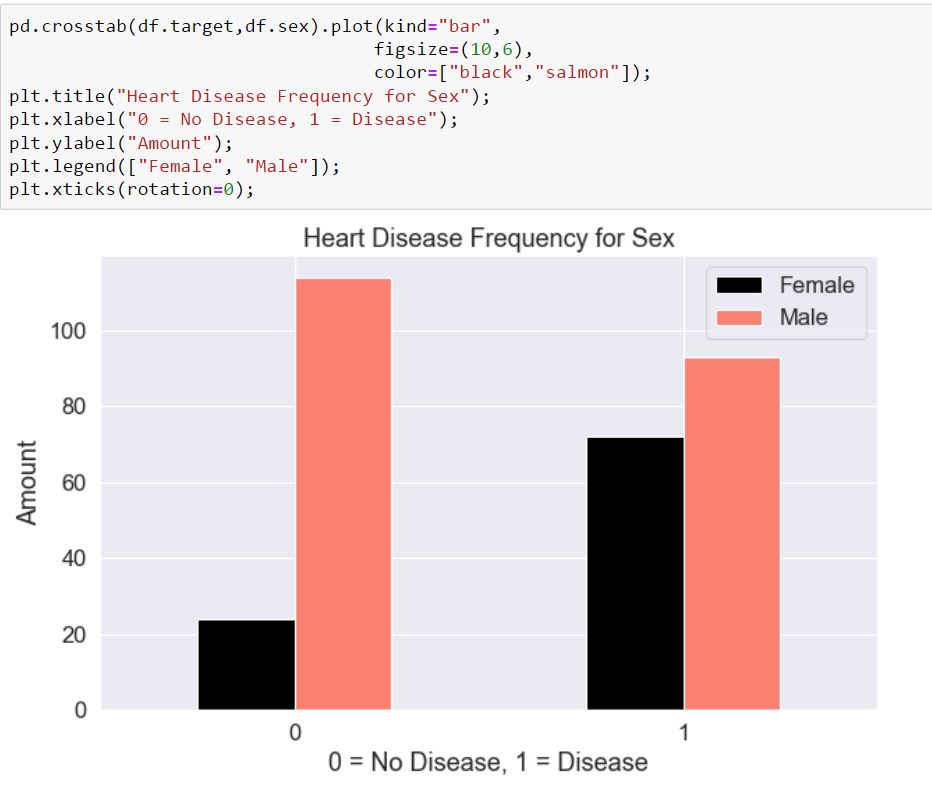 pd.crosstab(df.target,df.sex).plot(kind="bar",
figsize=(10,6),
color=["black","salmon"]);
plt.title("Heart Disease Frequency for Sex");
plt.xlabel("0 = No Disease, 1 = Disease");
plt.ylabel("Amount");
plt.legend(["Female", "Male"]);
plt.xticks(rotation=0);
Heart Disease Frequency for Sex
Female
Male
100
80
60
40
20
0
Amount
0 1
0 = No Disease, 1 = Disease